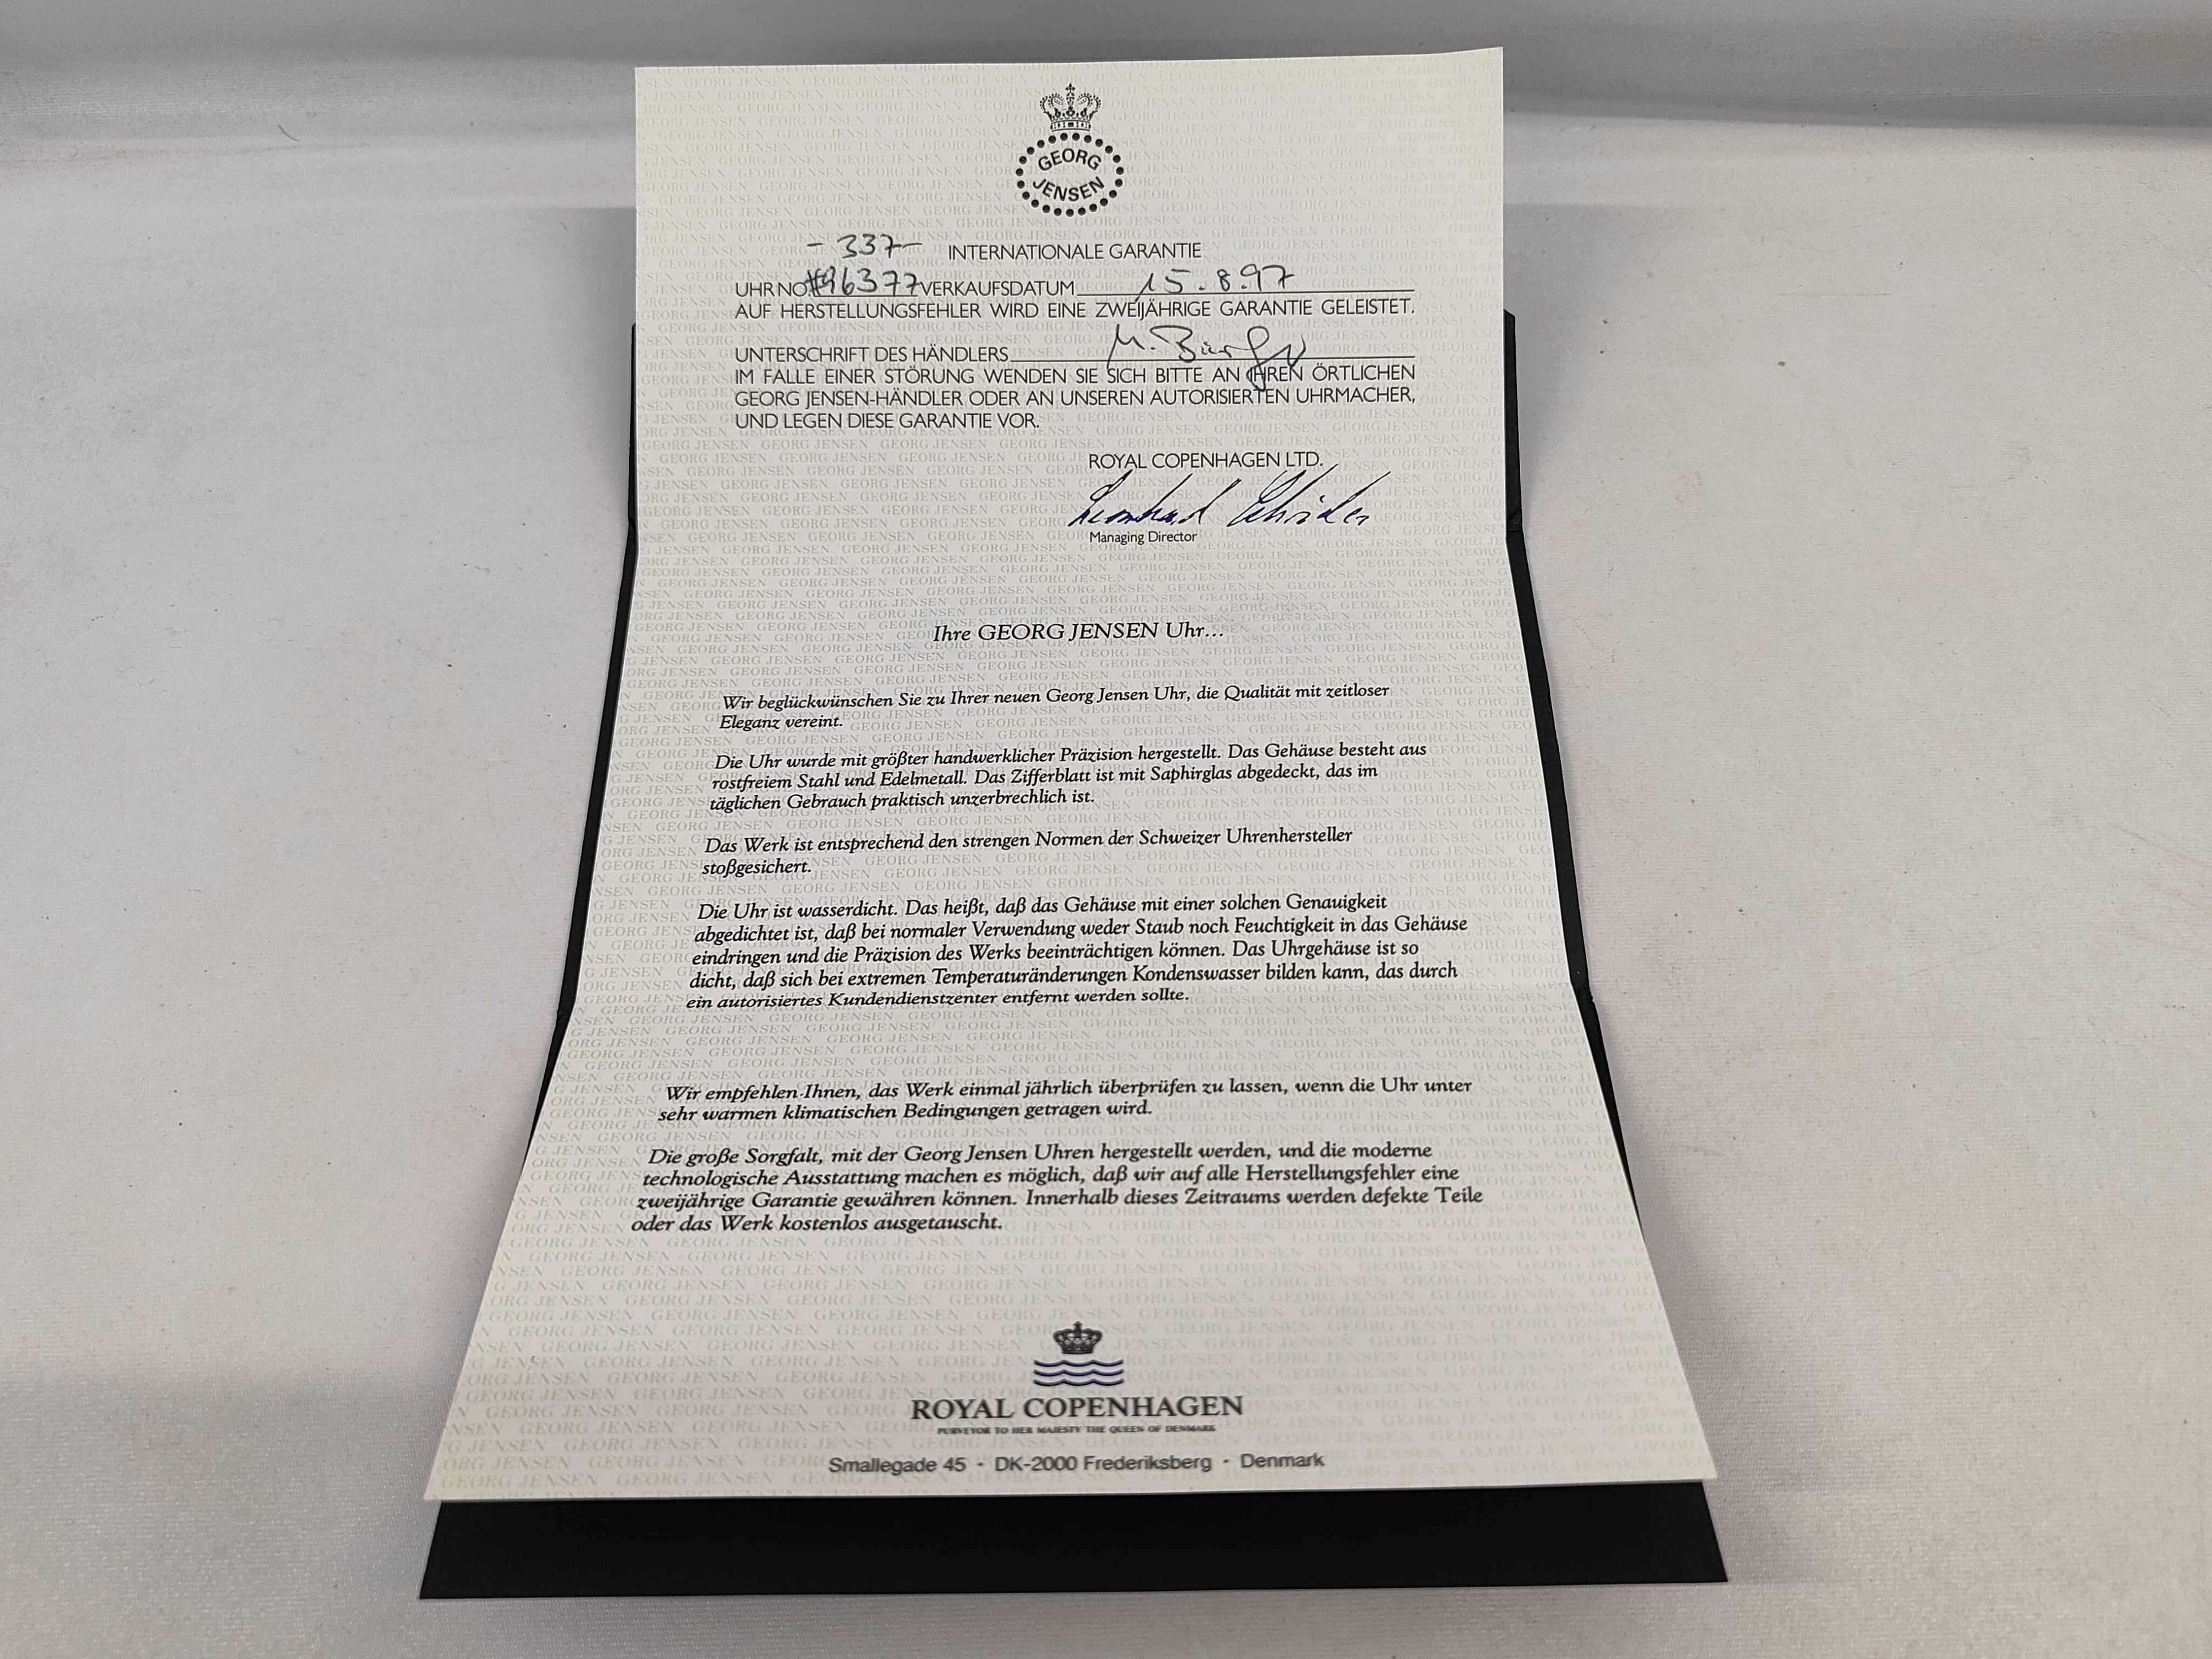 GEORG
JENSEN
- 337 - INTERNATIONALE GARANTIE
UHR NO. #96377 VERKAUFSDATUM 15.8.97
AUF HERSTELLUNGSFEHLER WIRD EINE ZWEIJÄHRIGE GARANTIE GELEISTET.
UNTERSCHRIFT DES HÄNDLERS M.
IM FALLE EINER STÖRUNG WENDEN SIE SICH BITTE AN IHREN ÖRTLICHEN
GEORG JENSEN-HÄNDLER ODER AN UNSEREN AUTORISIERTEN UHRMACHER,
UND LEGEN DIESE GARANTIE VOR.
ROYAL COPENHAGEN LTD.
Managing Director
Ihre GEORG JENSEN Uhr...
Wir beglückwünschen Sie zu Ihrer neuen Georg Jensen Uhr, die Qualität mit zeitloser
Eleganz vereint.
Die Uhr wurde mit größter handwerklicher Präzision hergestellt. Das Gehäuse besteht aus
rostfreiem Stahl und Edelmetall. Das Zifferblatt ist mit Saphirglas abgedeckt, das im
täglichen Gebrauch praktisch unzerbrechlich ist.
Das Werk ist entsprechend den strengen Normen der Schweizer Uhrenhersteller
stoßgesichert.
Die Uhr ist wasserdicht. Das heißt, daß das Gehäuse mit einer solchen Genauigkeit
abgedichtet ist, daß bei normaler Verwendung weder Staub noch Feuchtigkeit in das Gehäuse
eindringen und die Präzision des Werks beeinträchtigen können. Das Uhrgehäuse ist so
dicht, daß sich bei extremen Temperaturänderungen Kondenswasser bilden kann, das durch
ein autorisiertes Kundendienstzenter entfernt werden sollte.
Wir empfehlen Ihnen, das Werk einmal jährlich überprüfen zu lassen, wenn die Uhr unter
sehr warmen klimatischen Bedingungen getragen wird.
Die große Sorgfalt, mit der Georg Jensen Uhren hergestellt werden, und die moderne
technologische Ausstattung machen es möglich, daß wir auf alle Herstellungsfehler eine
zweijährige Garantie gewähren können. Innerhalb dieses Zeitraums werden defekte Teile
oder das Werk kostenlos ausgetauscht.
ROYAL COPENHAGEN
PURVEYOR TO HER MAJESTY THE QUEEN OF DENMARK
Smallegade 45 - DK-2000 Frederiksberg - Denmark